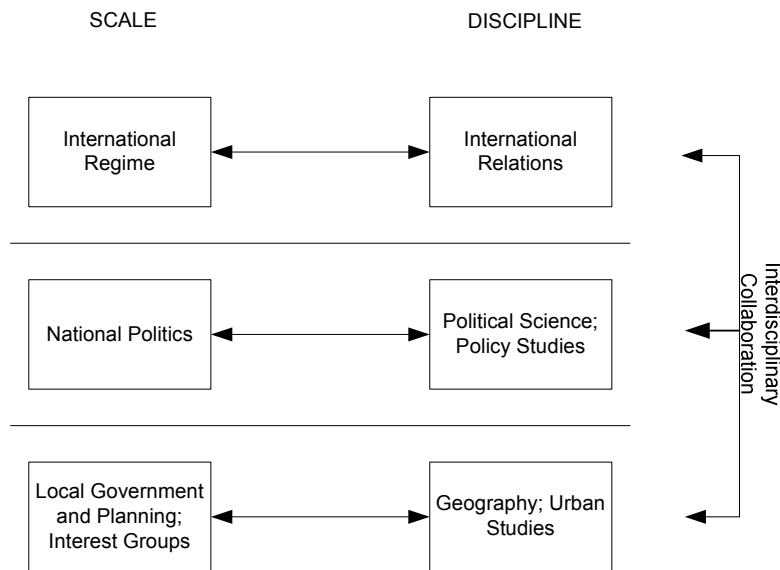 SCALE
DISCIPLINE
International
Regime
International
Relations
National Politics
Political Science;
Policy Studies
Local Government
and Planning;
Interest Groups
Geography; Urban
Studies
Interdisciplinary
Collaboration